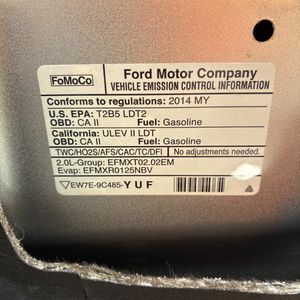 FoMoCo
Ford Motor Company
VEHICLE EMISSION CONTROL INFORMATION
Conforms to regulations: 2014 MY
U.S. EPA: T2B5 LDT2
OBD: CA II Fuel: Gasoline
California: ULEV II LDT
OBD: CA II Fuel: Gasoline
TWC/HO2S/AFS/CAC/TC/DFI
No adjustments needed.
2.0L-Group: EFMXT02.02EM
Evap: EFMXR0125NBV
EW7E-9C485-YUF